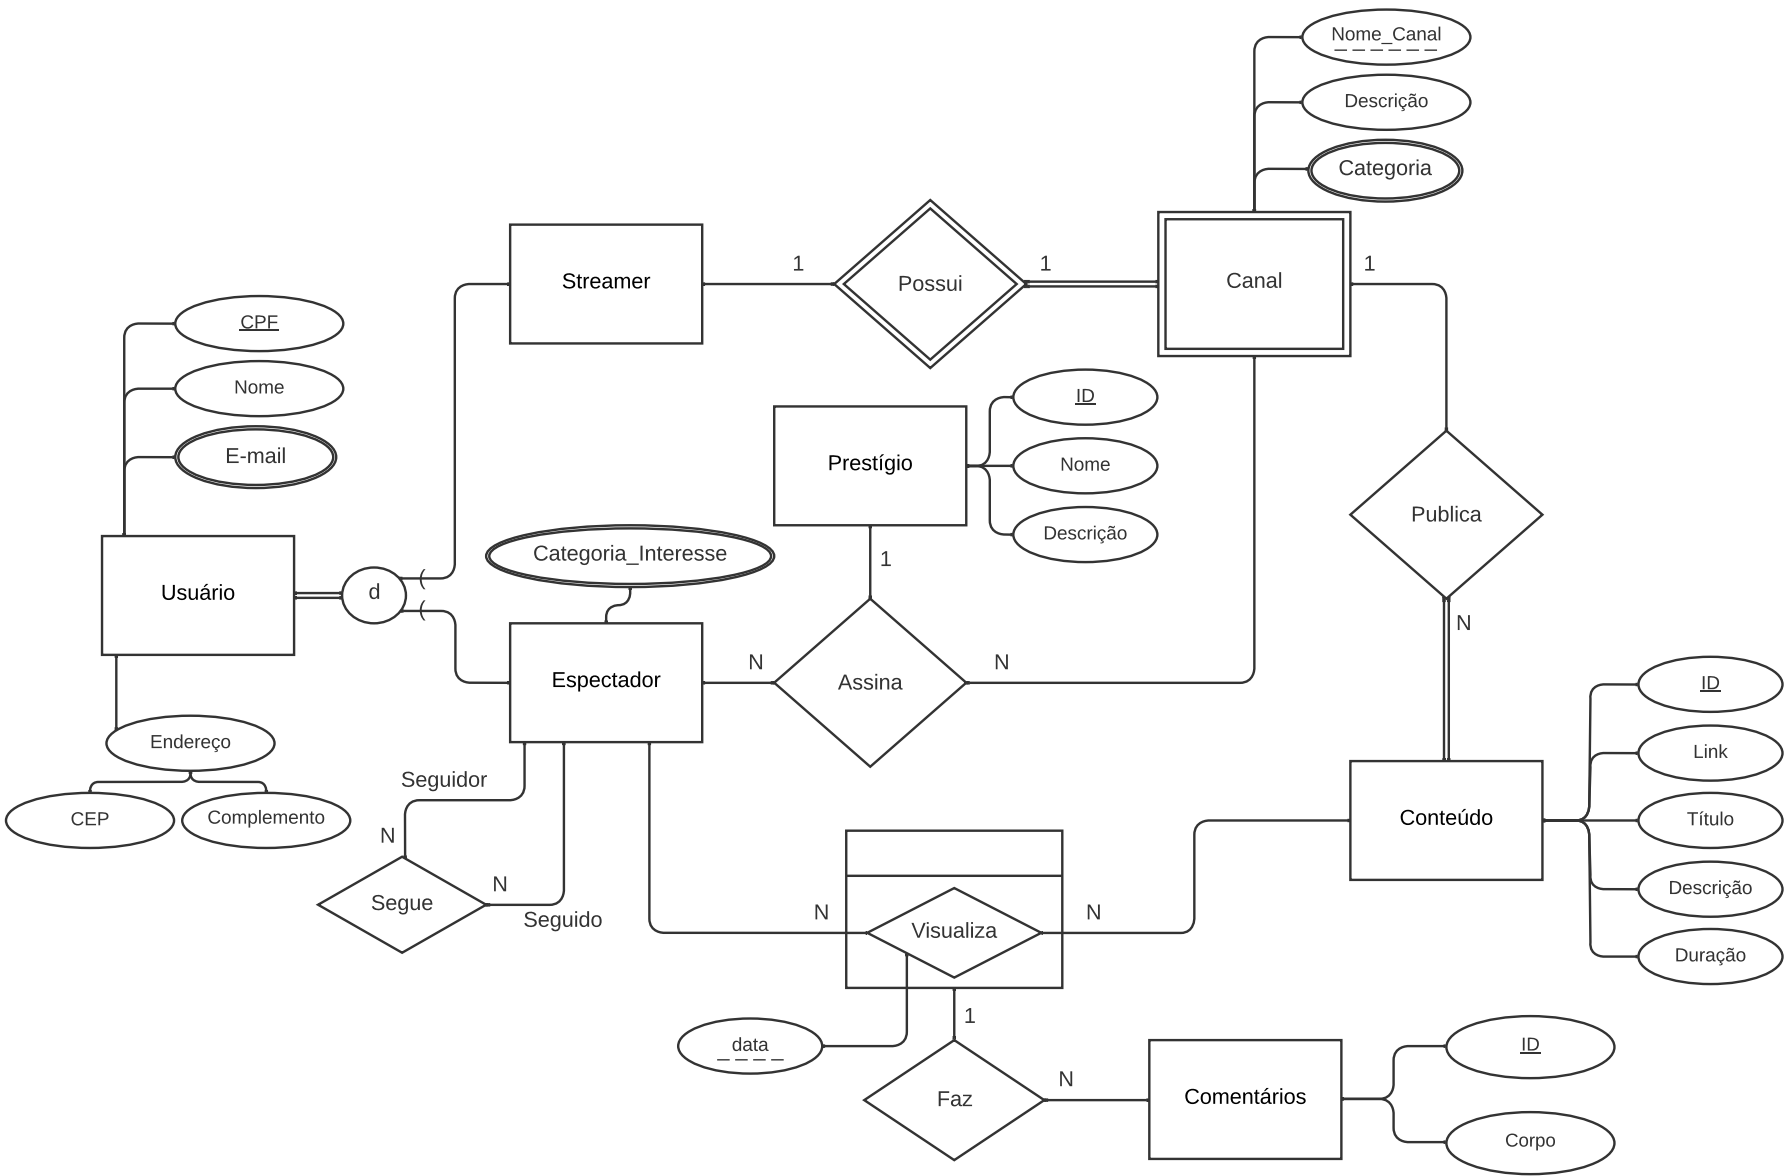 Nome_Canal
Descrição
Categoria
Streamer
1
Possui
1
Canal
1
CPF
Nome
E-mail
Prestígio
ID
Nome
Descrição
Publica
Usuário
d
(
(
Categoria_Interesse
1
N
Espectador
N
Assina
N
Endereço
CEP
Complemento
Seguidor
N
Segue
N
Seguido
Conteúdo
ID
Link
Título
Descrição
Duração
N
Visualiza
N
data
1
Faz
N
Comentários
ID
Corpo